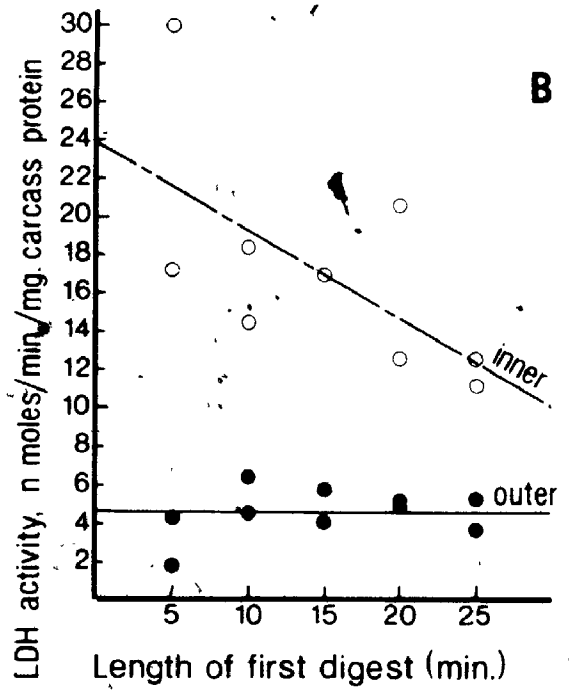 LDH activity, n moles/min/mg. carcass protein
30
28
26
24
22
20
18
16
14
12
10
8
6
4
2
B
inner
outer
5 10 15 20 25
Length of first digest (min.)